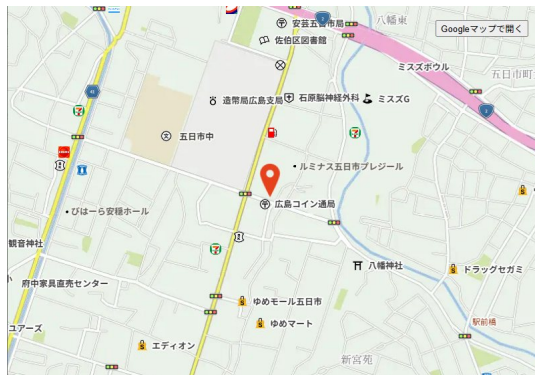 安芸五日市局
八幡東
佐伯区図書館
Googleマップで開く
ミスズボウル
五日市町
造幣局広島支局
石原脳神経外科
ミスズG
五日市中
ルミナス五日市プレジール
びはーら安穏ホール
広島コイン通局
観音神社
八幡神社
ドラッグセガミ
府中家具直売センター
ゆめモール五日市
ユアーズ
ゆめマート
駅前橋
エディオン
新宮苑